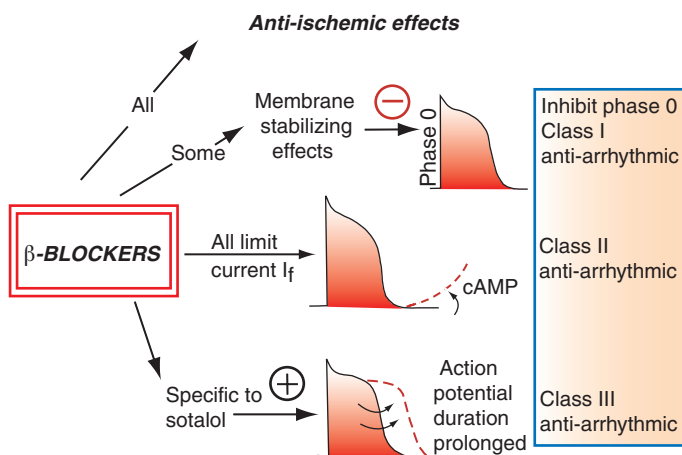 Anti-ischemic effects
All
Some
Membrane
stabilizing
effects
−
Phase 0
Inhibit phase 0
Class I
anti-arrhythmic
β-BLOCKERS
All limit
current If
cAMP
Class II
anti-arrhythmic
Specific to
sotalol
+
Action
potential
duration
prolonged
Class III
anti-arrhythmic